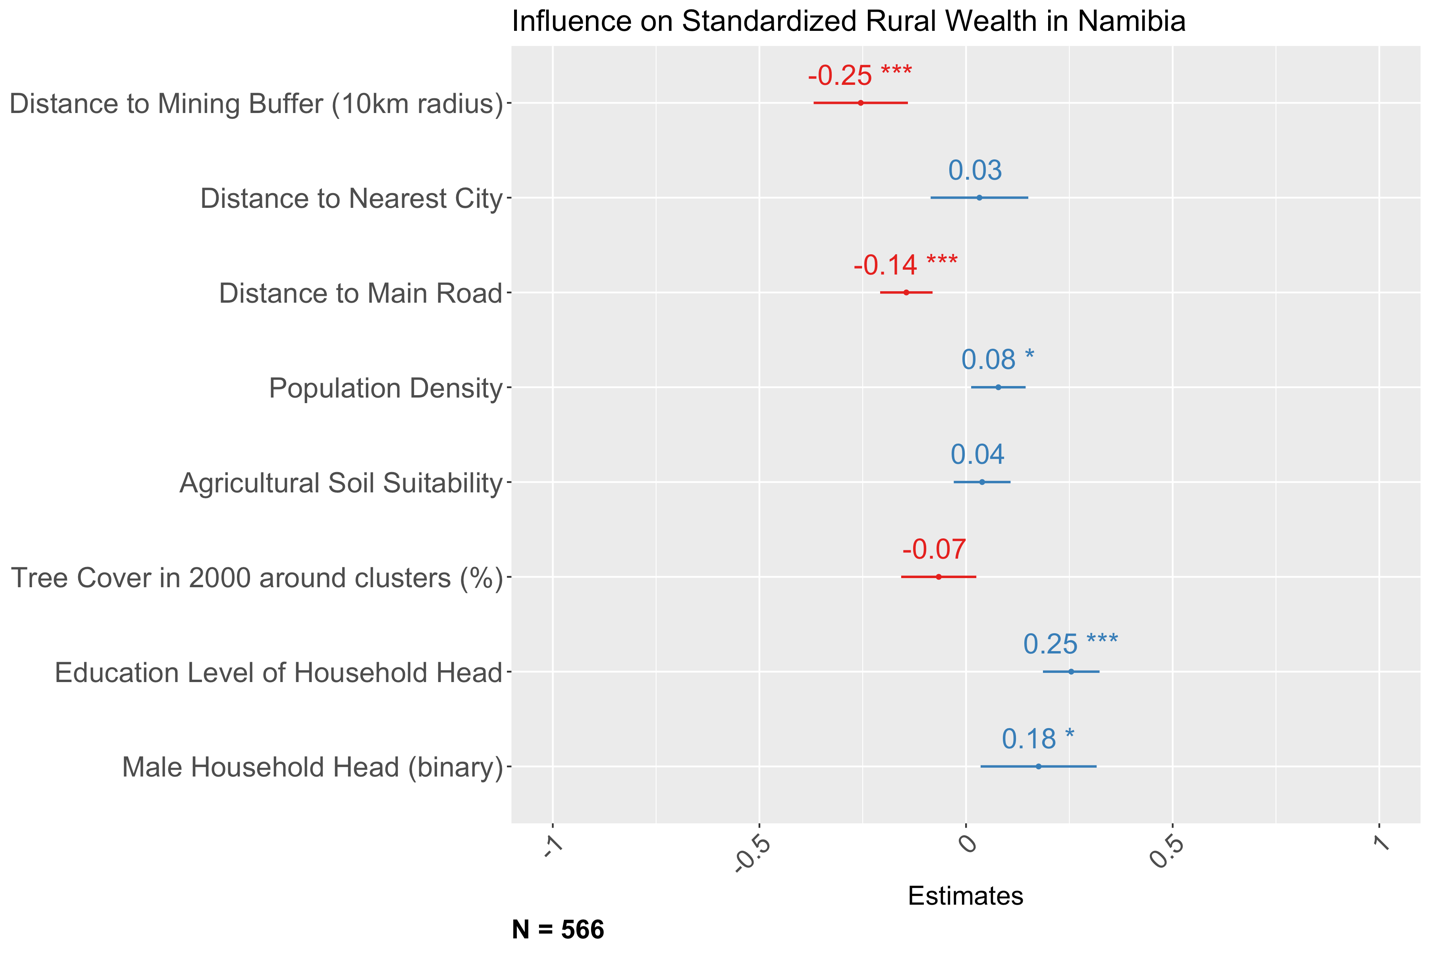 Influence on Standardized Rural Wealth in Namibia
Distance to Mining Buffer (10km radius)
-0.25 ***
Distance to Nearest City
0.03
Distance to Main Road
-0.14 ***
Population Density
0.08 *
Agricultural Soil Suitability
0.04
Tree Cover in 2000 around clusters (%)
-0.07
Education Level of Household Head
0.25 ***
Male Household Head (binary)
0.18 *
-1
-0.5
0
0.5
1
Estimates
N = 566